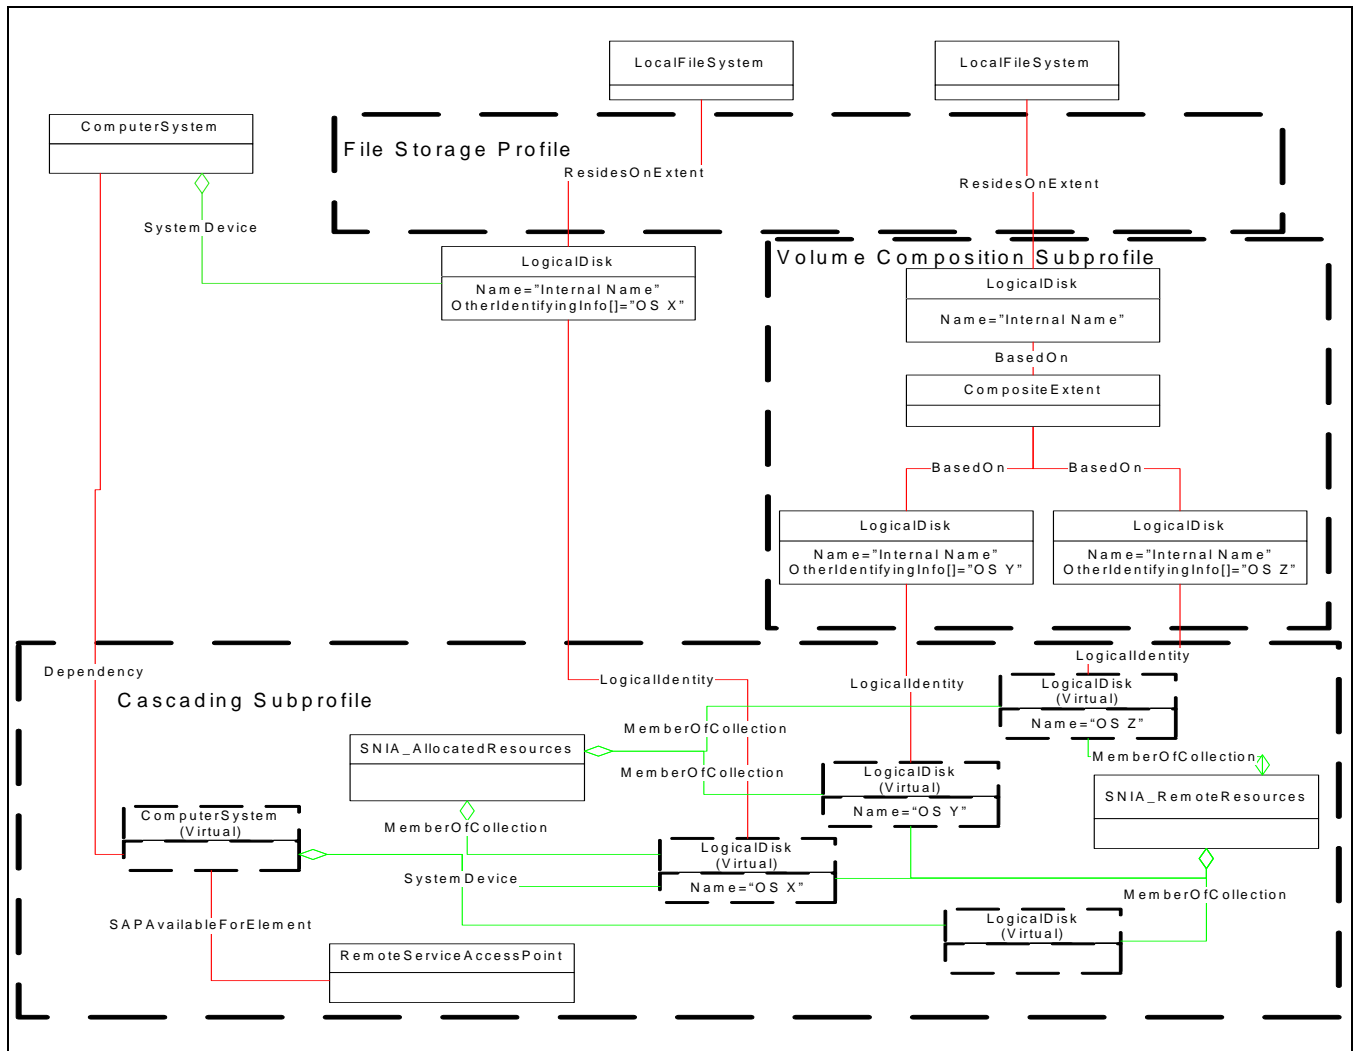 LocalFileSystem
LocalFileSystem
ComputerSystem
File Storage Profile
ResidesOnExtent
ResidesOnExtent
SystemDevice
LogicalDisk
Name="Internal Name"
OtherIdentifyingInfo[]="OS X"
Volume Composition Subprofile
LogicalDisk
Name="Internal Name"
BasedOn
CompositeExtent
BasedOn
BasedOn
LogicalDisk
Name="Internal Name"
OtherIdentifyingInfo[]="OS Y"
LogicalDisk
Name="Internal Name"
OtherIdentifyingInfo[]="OS Z"
Dependency
Cascading Subprofile
LogicalIdentity
LogicalIdentity
LogicalIdentity
LogicalDisk
(Virtual)
Name="OS Z"
MemberOfCollection
SNIA_AllocatedResources
MemberOfCollection
MemberOfCollection
LogicalDisk
(Virtual)
Name="OS Y"
SNIA_RemoteResources
ComputerSystem
(Virtual)
MemberOfCollection
LogicalDisk
(Virtual)
Name="OS X"
SystemDevice
MemberOfCollection
SAPAvailableForElement
LogicalDisk
(Virtual)
RemoteServiceAccessPoint